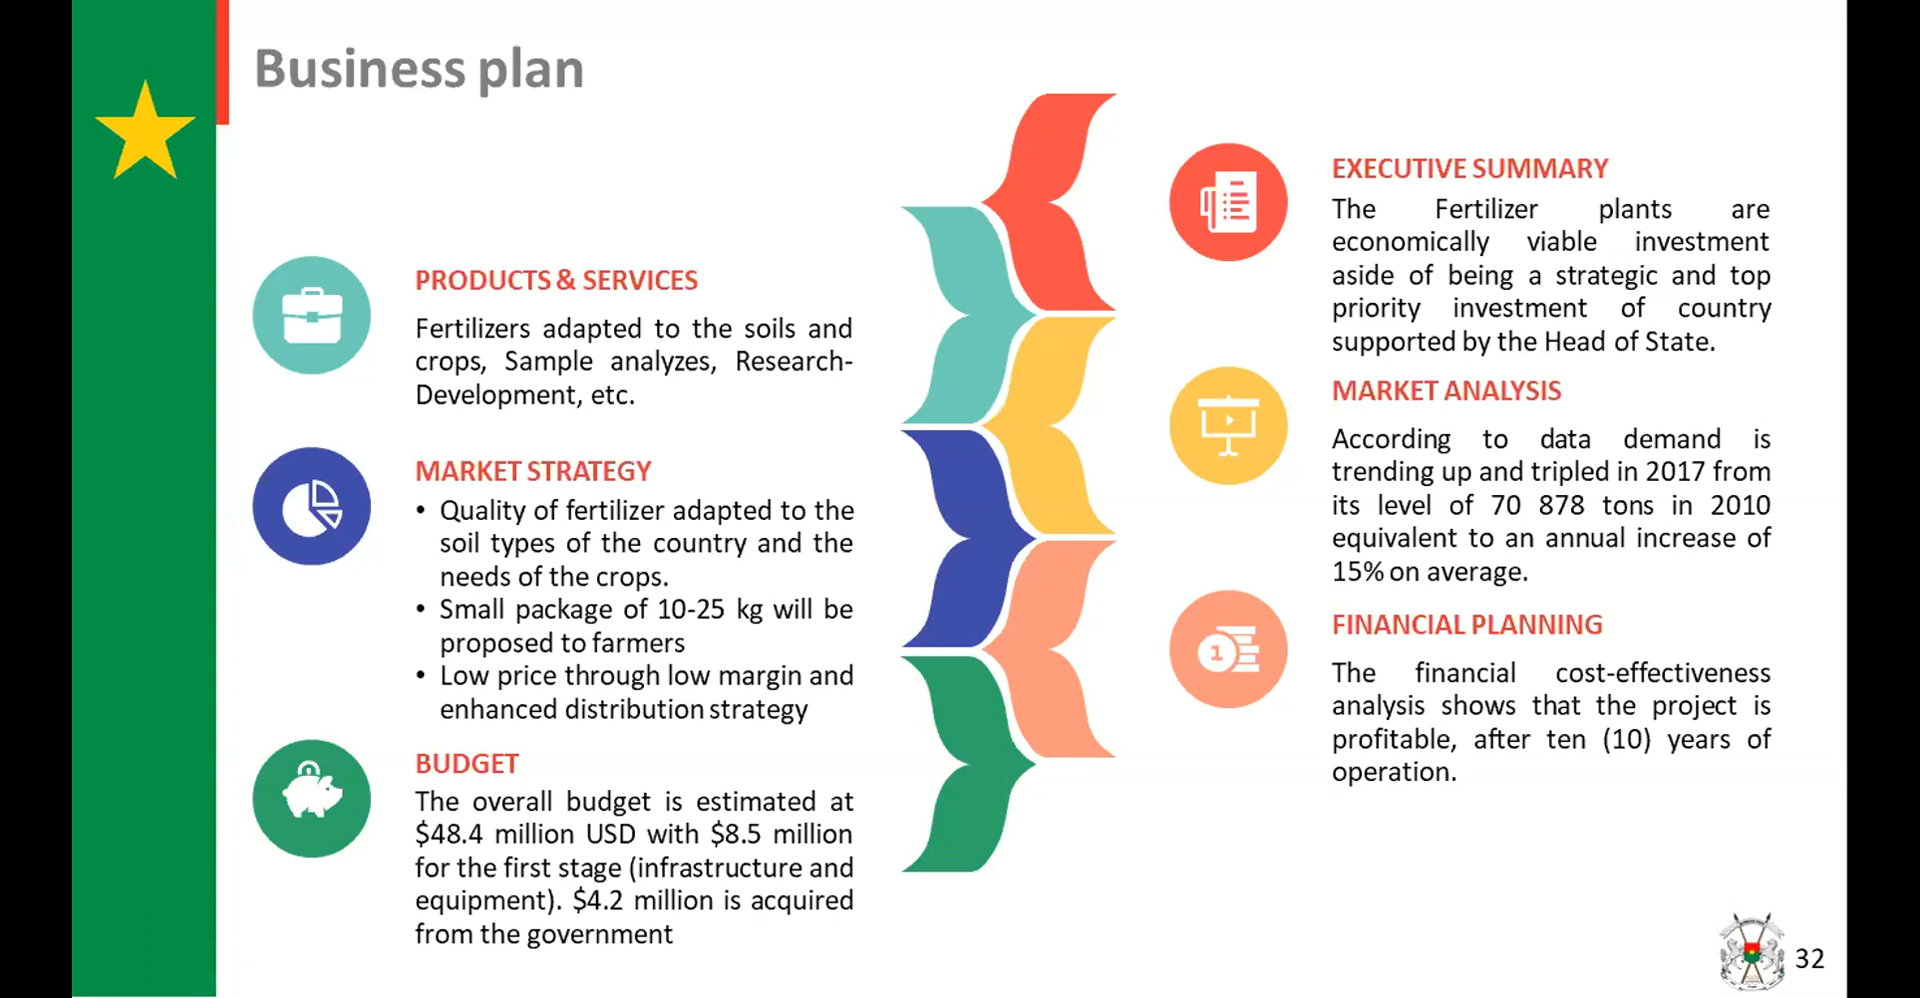 Business plan
PRODUCTS & SERVICES
Fertilizers adapted to the soils and
crops, Sample analyzes, Research-
Development, etc.
MARKET STRATEGY
• Quality of fertilizer adapted to the
soil types of the country and the
needs of the crops.
• Small package of 10-25 kg will be
proposed to farmers
• Low price through low margin and
enhanced distribution strategy
BUDGET
The overall budget is estimated at
$48.4 million USD with $8.5 million
for the first stage (infrastructure and
equipment). $4.2 million is acquired
from the government
EXECUTIVE SUMMARY
The Fertilizer plants are
economically viable investment
aside of being a strategic and top
priority investment of country
supported by the Head of State.
MARKET ANALYSIS
According to data demand is
trending up and tripled in 2017 from
its level of 70 878 tons in 2010
equivalent to an annual increase of
15% on average.
FINANCIAL PLANNING
1
The financial cost-effectiveness
analysis shows that the project is
profitable, after ten (10) years of
operation.
32